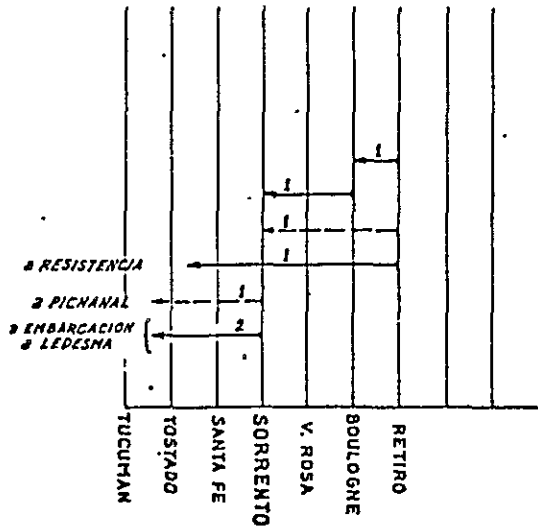 1
1
1
a RESISTENCIA 1
a PICHANAL 1
a EMBARCACION 2
a LEDESMA
TUCUMAN
TOSTADO
SANTA FE
SORRENTO
V. ROSA
BOULOGNE
RETIRO